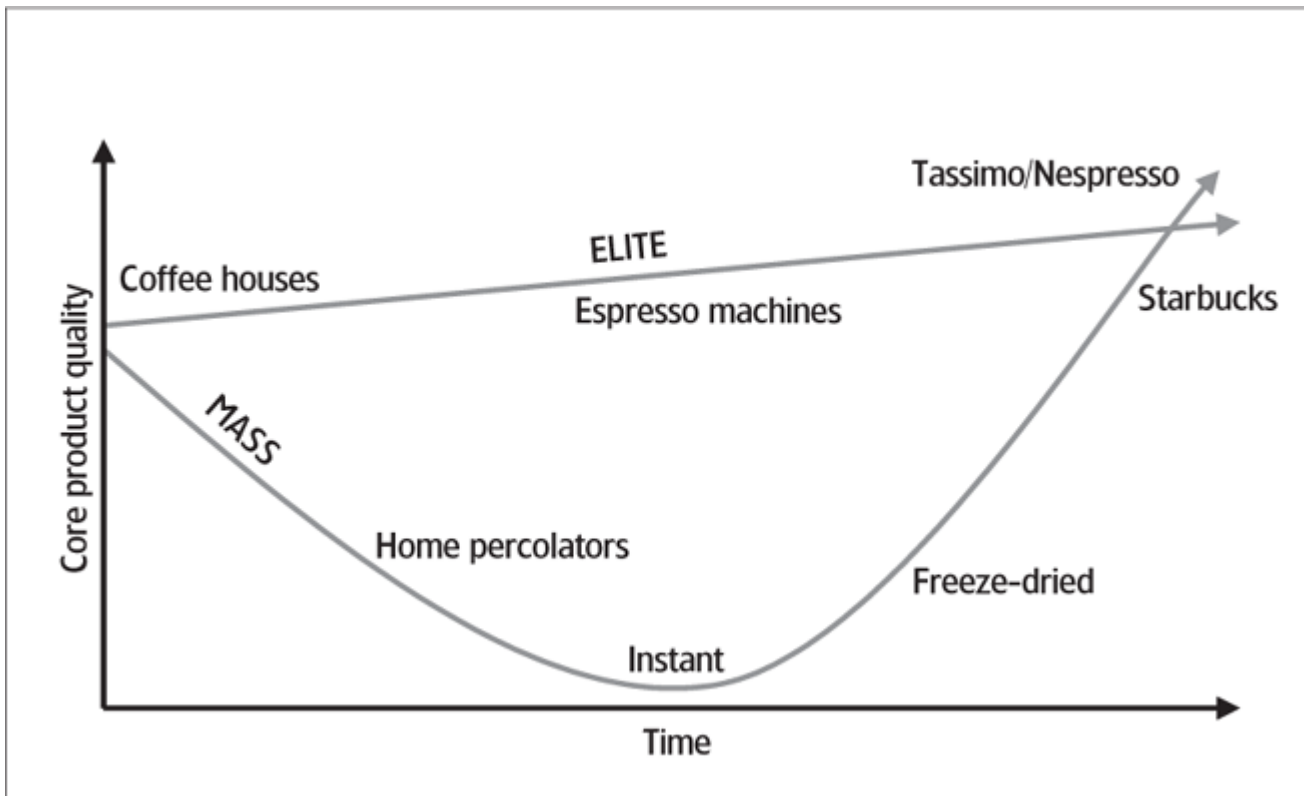 Tassimo/Nespresso
ELITE
Coffee houses
Starbucks
Espresso machines
Core product quality
MASS
Home percolators
Freeze-dried
Instant
Time